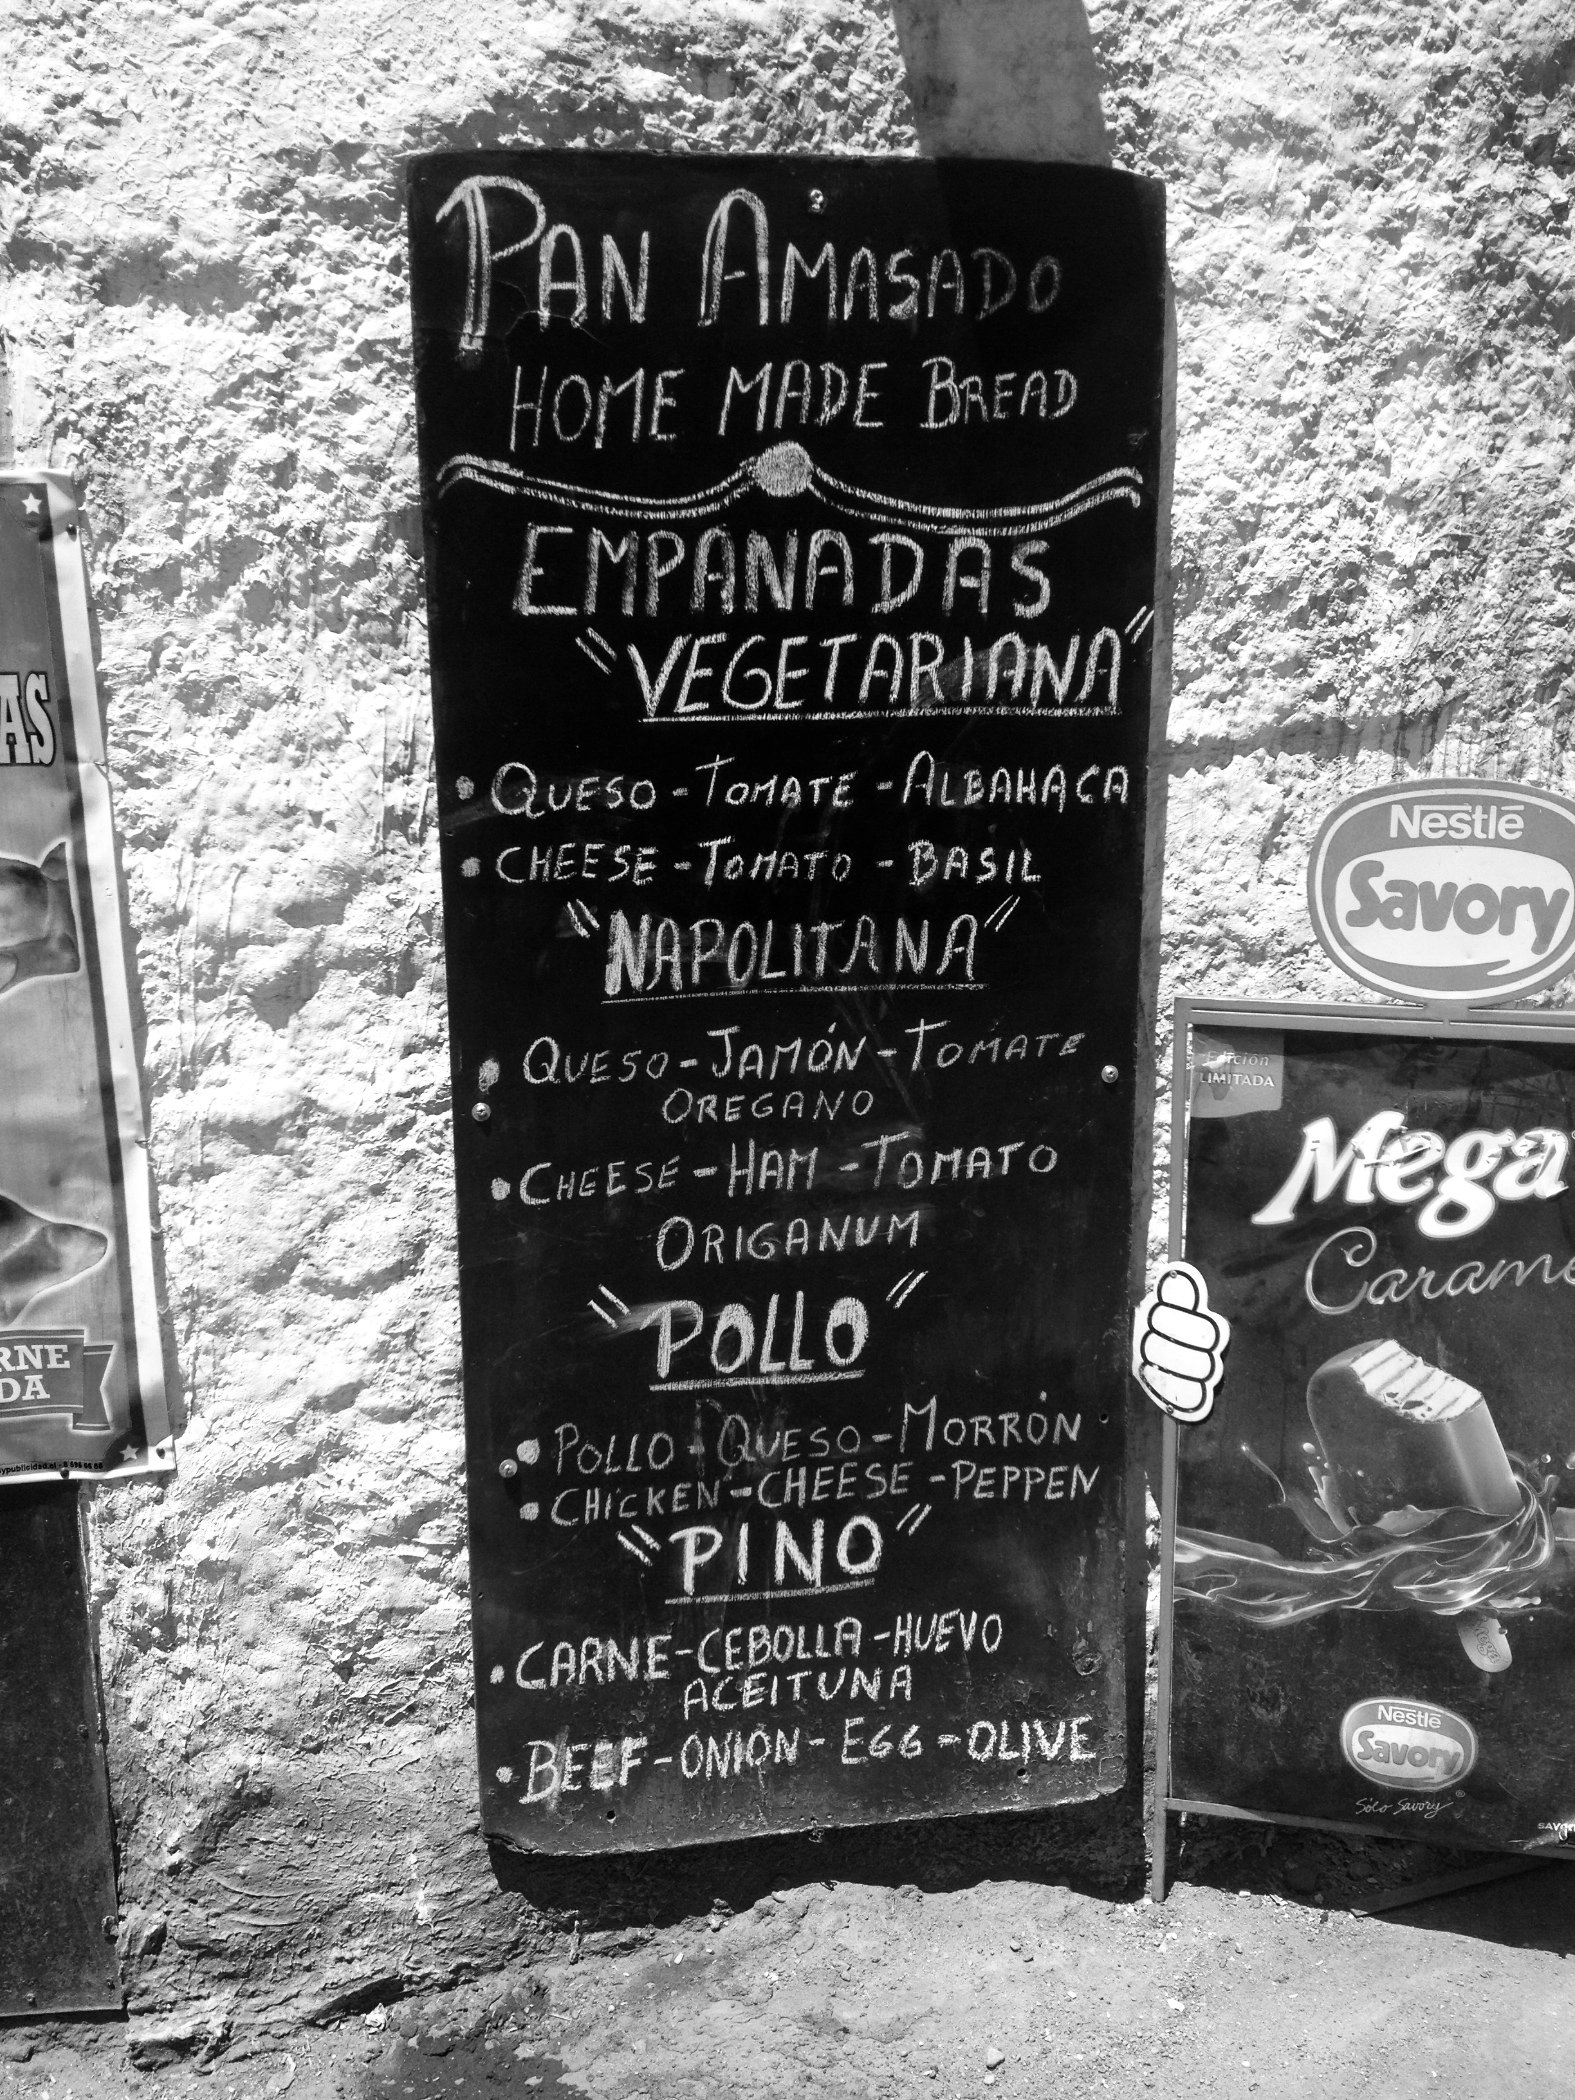 PAN AMASADO
HOME MADE BREAD
EMPANADAS
"VEGETARIANA"
• QUESO - TOMATE - ALBAHACA
• CHEESE - TOMATO - BASIL
"NAPOLITANA"
• QUESO - JAMÓN - TOMATE
OREGANO
• CHEESE - HAM - TOMATO
ORIGANUM
"POLLO"
• POLLO - QUESO - MORRÓN
• CHICKEN - CHEESE - PEPPEN
"PINO"
• CARNE - CEBOLLA - HUEVO
ACEITUNA
• BEEF - ONION - EGG - OLIVE
AS
RNE
DA
Nestlē
Savory
Edición
LIMITADA
Mega
Carame
Nestlē
Savory
Sólo Savory